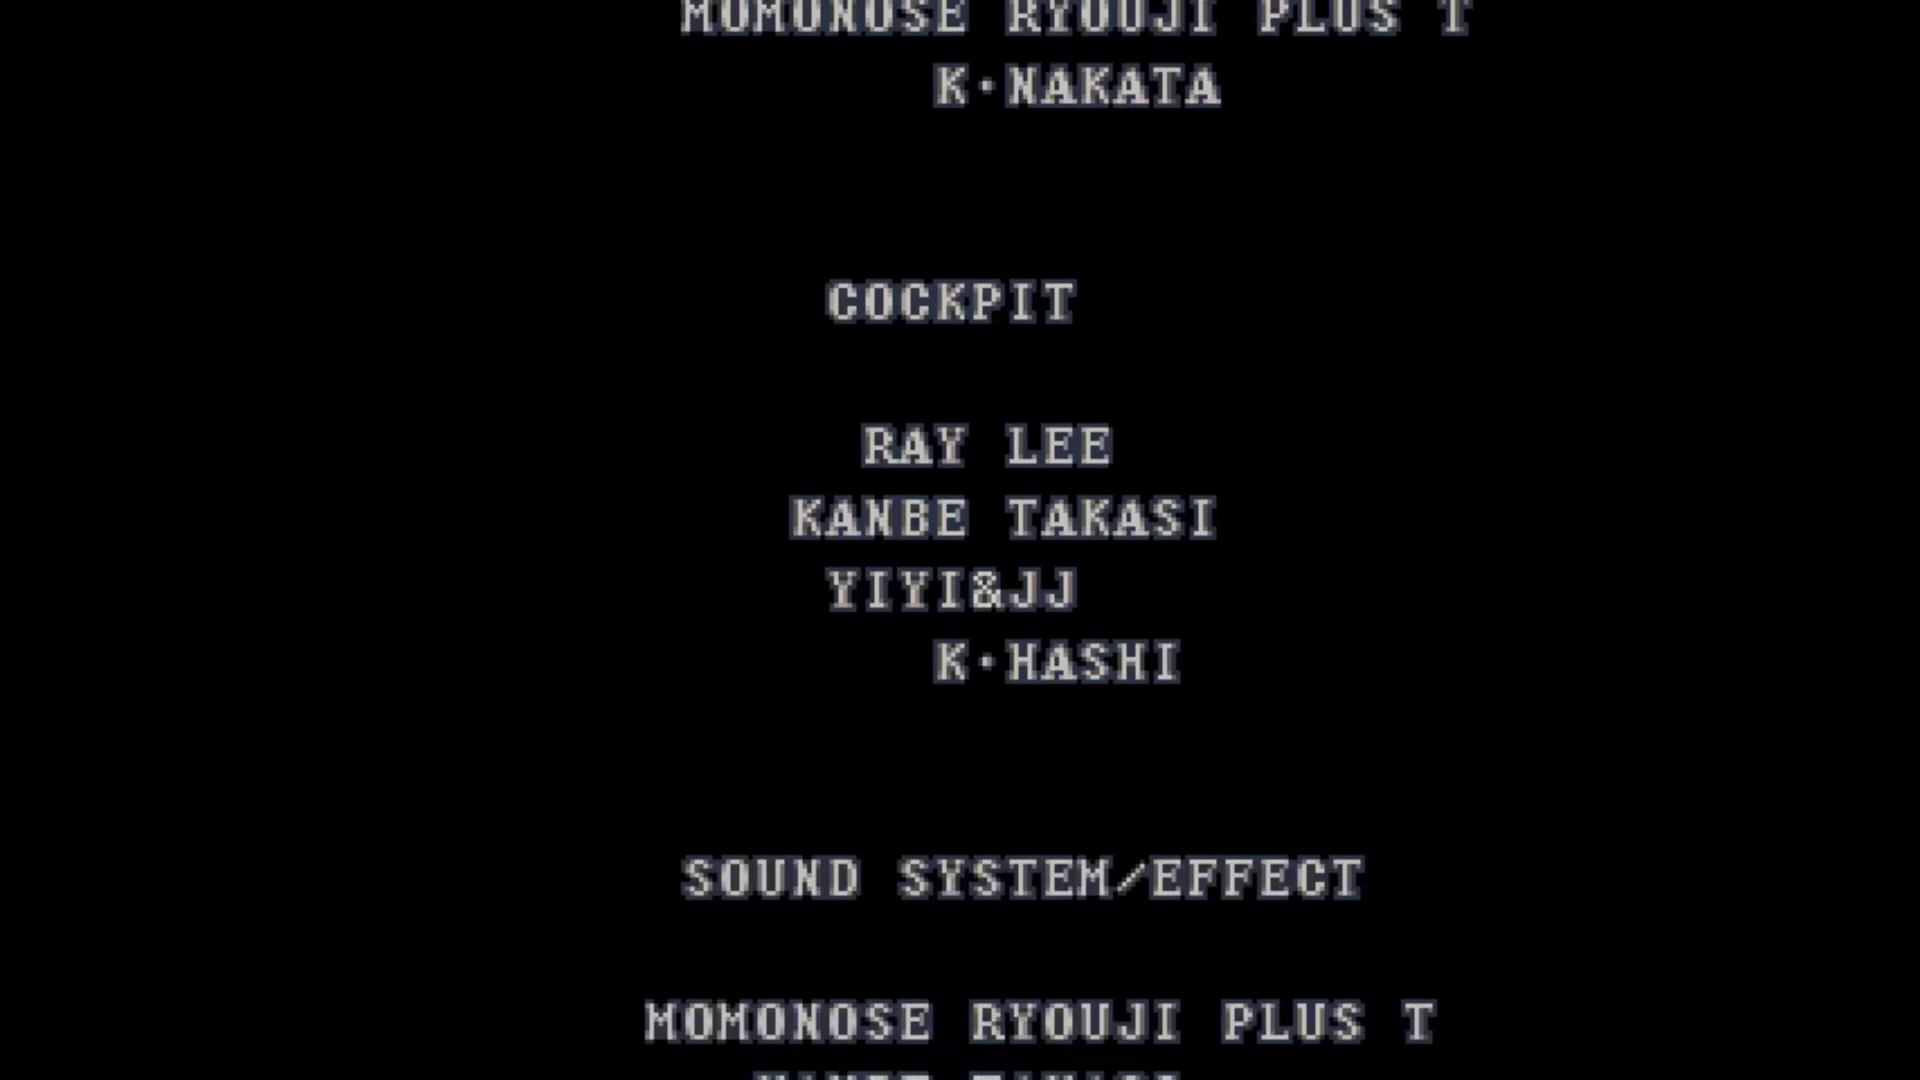 MOMONOSE RYOUJI PLUS T
K·NAKATA
COCKPIT
RAY LEE
KANBE TAKASI
YIYI&JJ
K·HASHI
SOUND SYSTEM/EFFECT
MOMONOSE RYOUJI PLUS T